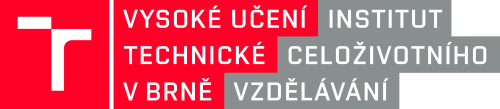 VYSOKÉ UČENÍ INSTITUT
TECHNICKÉ CELOŽIVOTNÍHO
V BRNĚ VZDĚLÁVÁNÍ